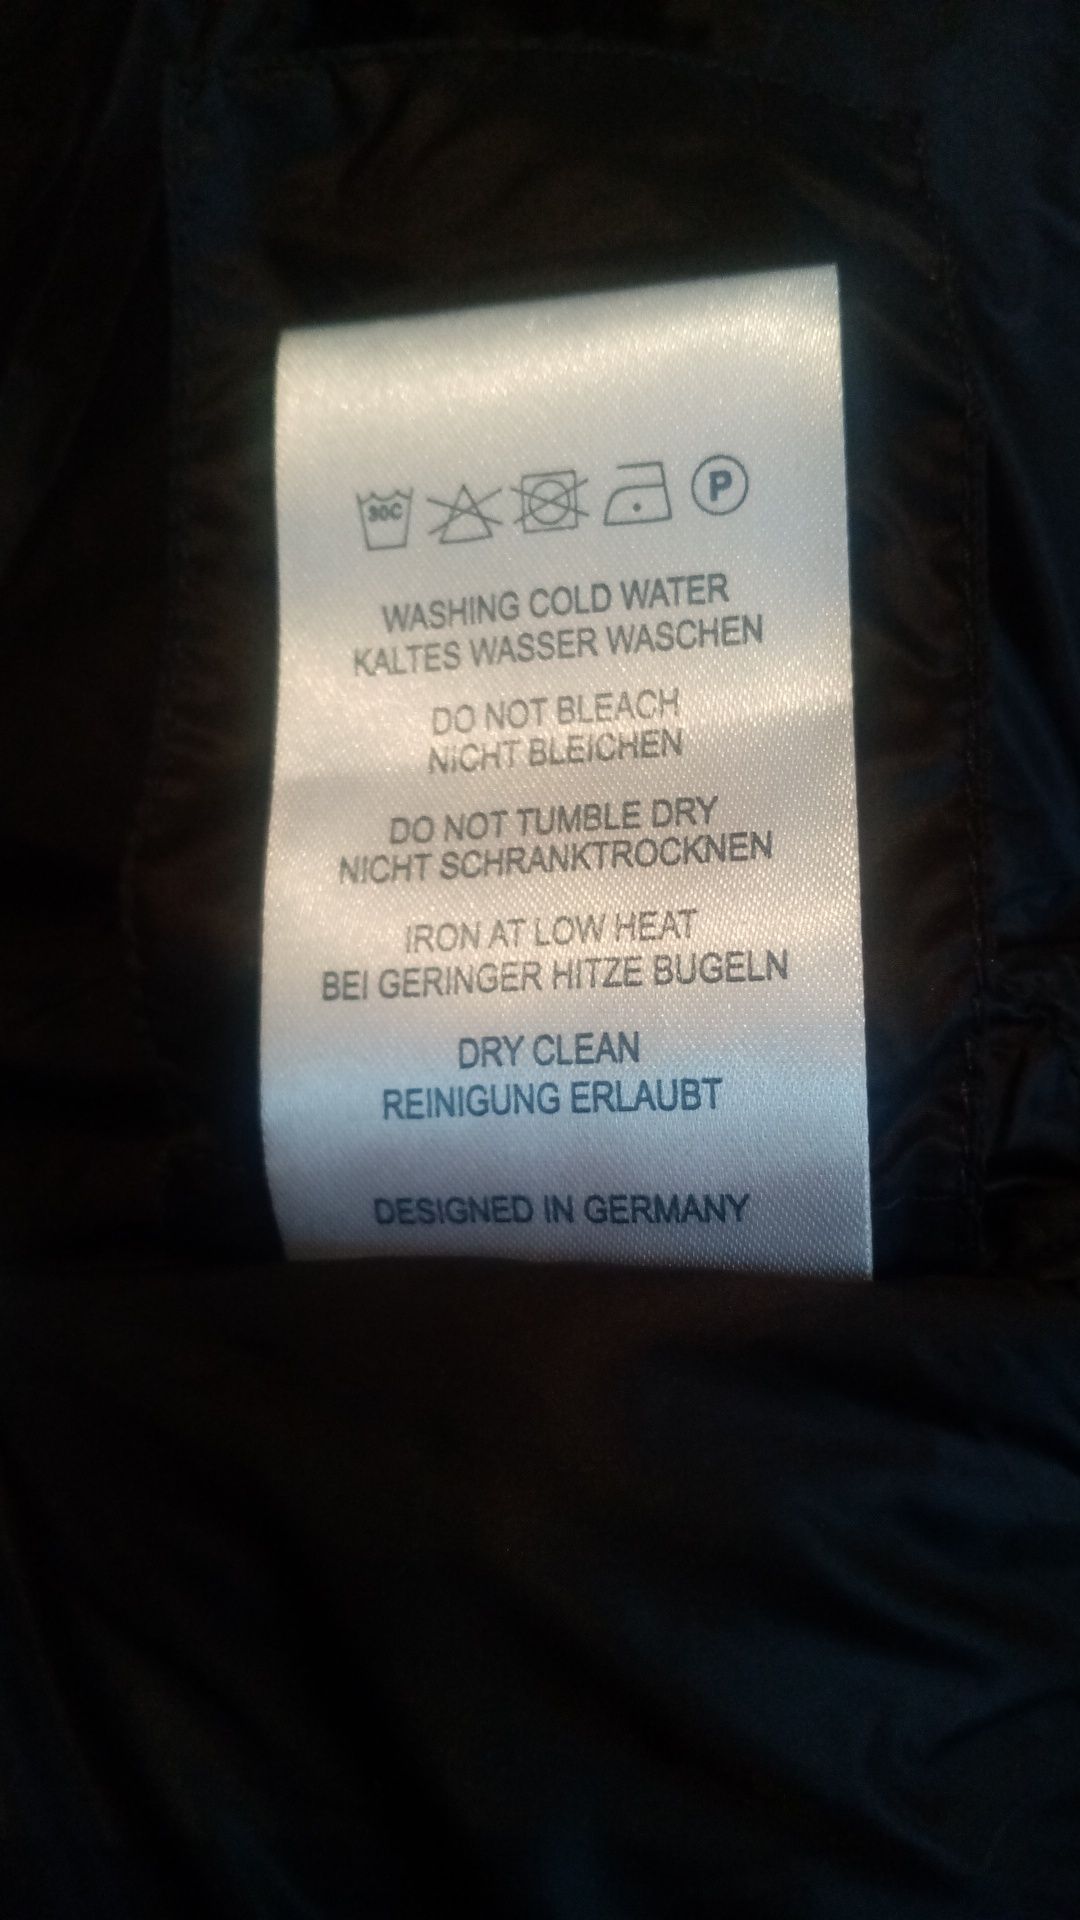 30C P
WASHING COLD WATER
KALTES WASSER WASCHEN
DO NOT BLEACH
NICHT BLEICHEN
DO NOT TUMBLE DRY
NICHT SCHRANKTROCKNEN
IRON AT LOW HEAT
BEI GERINGER HITZE BUGELN
DRY CLEAN
REINIGUNG ERLAUBT
DESIGNED IN GERMANY